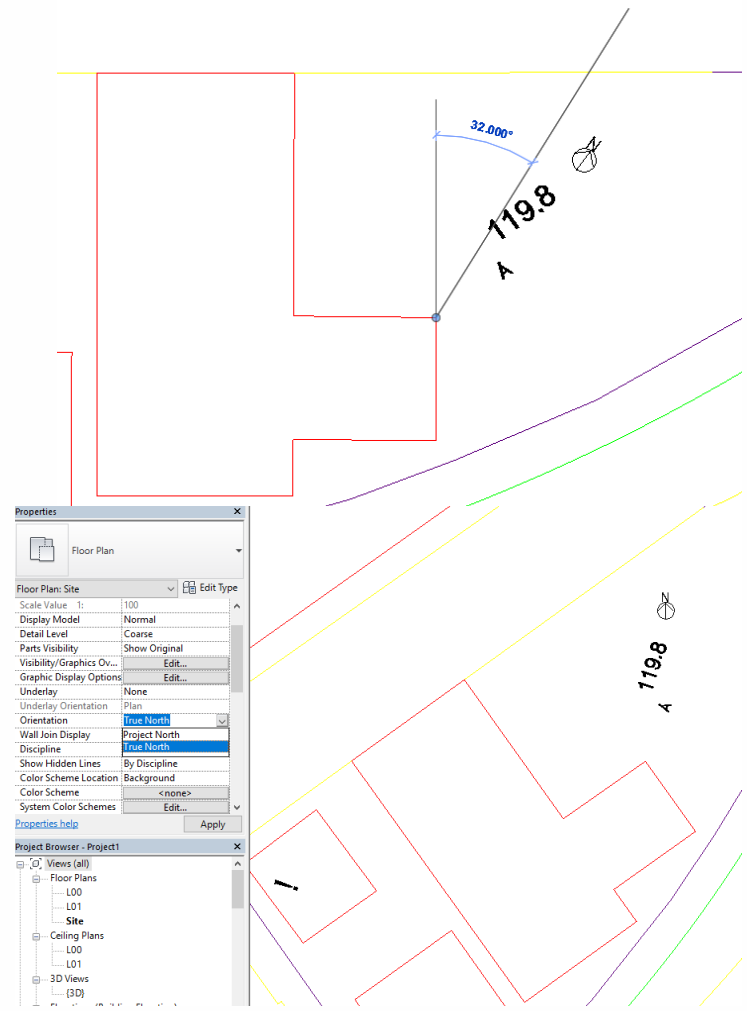 32.000°
N
119.8
A
Properties
Floor Plan
Floor Plan: Site
Edit Type
Scale Value 1:
100
Display Model
Normal
Detail Level
Coarse
Parts Visibility
Show Original
Visibility/Graphics Ov...
Edit...
Graphic Display Options
Edit...
Underlay
None
Underlay Orientation
Plan
Orientation
True North
Wall Join Display
Project North
Discipline
True North
Show Hidden Lines
By Discipline
Color Scheme Location
Background
Color Scheme
<none>
System Color Schemes
Edit...
Properties help
Apply
Project Browser - Project1
Views (all)
Floor Plans
L00
L01
Site
Ceiling Plans
L00
L01
3D Views
{3D}
N
119.8
A
!